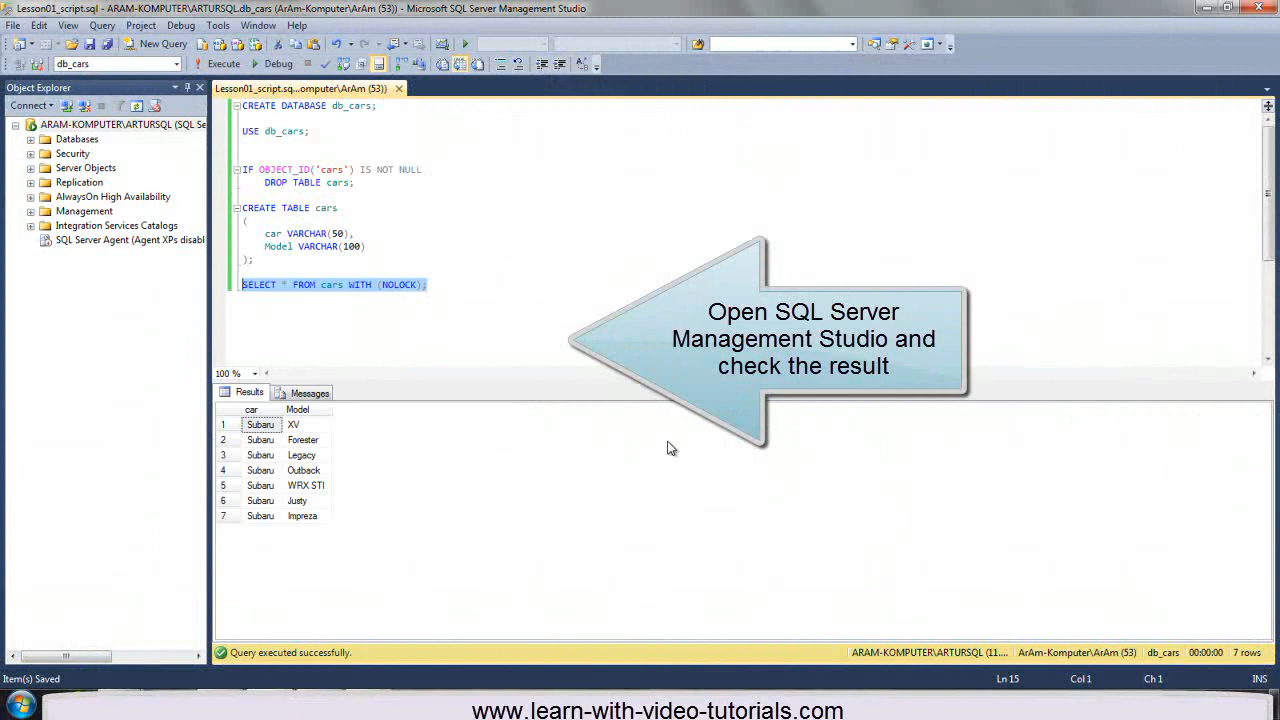 Lesson01_script.sql - ARAM-KOMPUTER\ARTURSQL.db_cars (ArAm-Komputer\ArAm (53)) - Microsoft SQL Server Management Studio
File Edit View Query Project Debug Tools Window Help
New Query
db_cars Execute Debug
Object Explorer
Connect
ARAM-KOMPUTER\ARTURSQL (SQL Se
Databases
Security
Server Objects
Replication
AlwaysOn High Availability
Management
Integration Services Catalogs
SQL Server Agent (Agent XPs disabl
Lesson01_script.sq...omputer\ArAm (53))
CREATE DATABASE db_cars;
USE db_cars;
IF OBJECT_ID('cars') IS NOT NULL
DROP TABLE cars;
CREATE TABLE cars
(
car VARCHAR(50),
Model VARCHAR(100)
);
SELECT * FROM cars WITH (NOLOCK);
Open SQL Server
Management Studio and
check the result
100 %
Results Messages
car Model
1 Subaru XV
2 Subaru Forester
3 Subaru Legacy
4 Subaru Outback
5 Subaru WRX STI
6 Subaru Justy
7 Subaru Impreza
Query executed successfully. ARAM-KOMPUTER\ARTURSQL (11.... ArAm-Komputer\ArAm (53) db_cars 00:00:00 7 rows
Item(s) Saved Ln 15 Col 1 Ch 1 INS
www.learn-with-video-tutorials.com